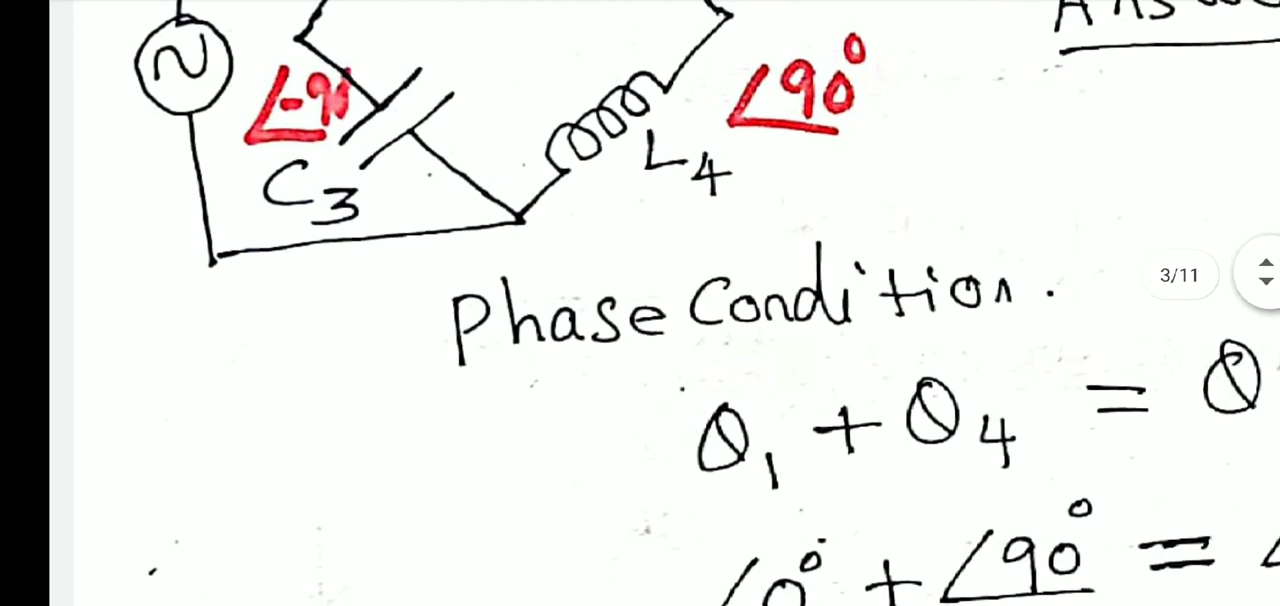 ∠-90
∠90°
C3
L4
3/11
Phase Condition.
θ1 + θ4 = θ
∠0° + ∠90° =